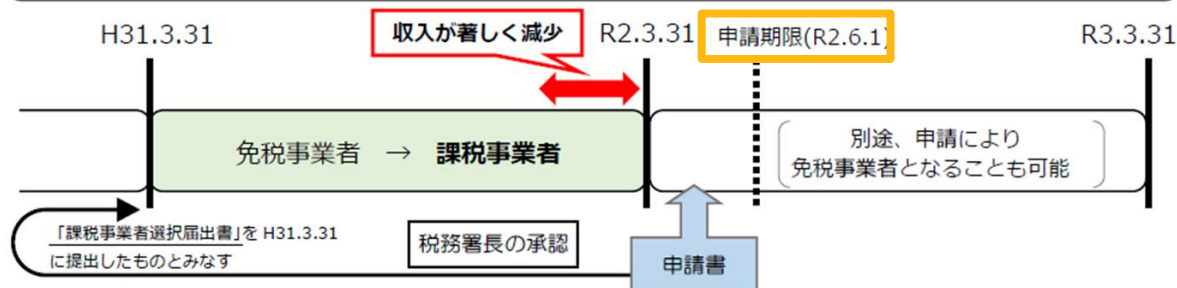 H31.3.31
収入が著しく減少
R2.3.31
申請期限(R2.6.1)
R3.3.31
免税事業者 → 課税事業者
別途、申請により
免税事業者となることも可能
「課税事業者選択届出書」を H31.3.31
に提出したものとみなす
税務署長の承認
申請書